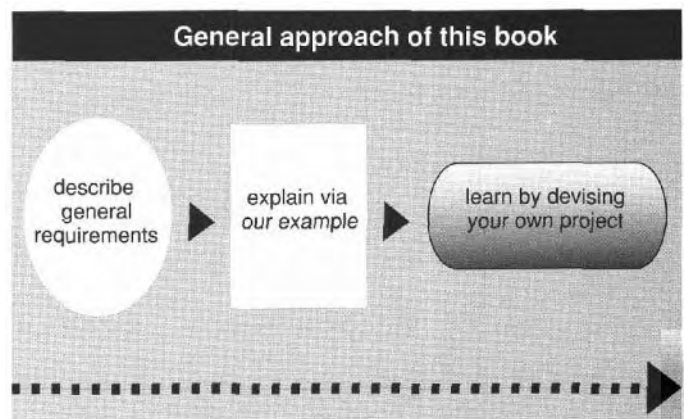 General approach of this book
describe
general
requirements
explain via
our example
learn by devising
your own project